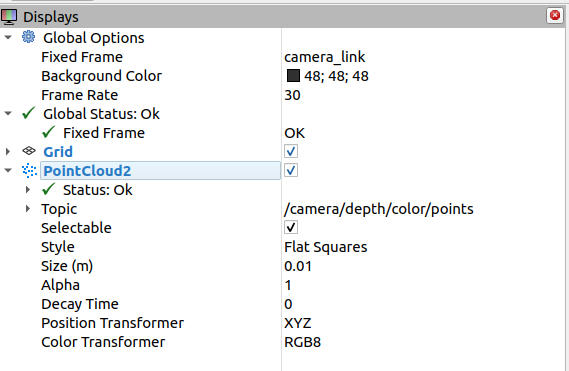 Displays
Global Options
Fixed Frame camera_link
Background Color 48; 48; 48
Frame Rate 30
Global Status: Ok
Fixed Frame OK
Grid
PointCloud2
Status: Ok
Topic /camera/depth/color/points
Selectable
Style Flat Squares
Size (m) 0.01
Alpha 1
Decay Time 0
Position Transformer XYZ
Color Transformer RGB8